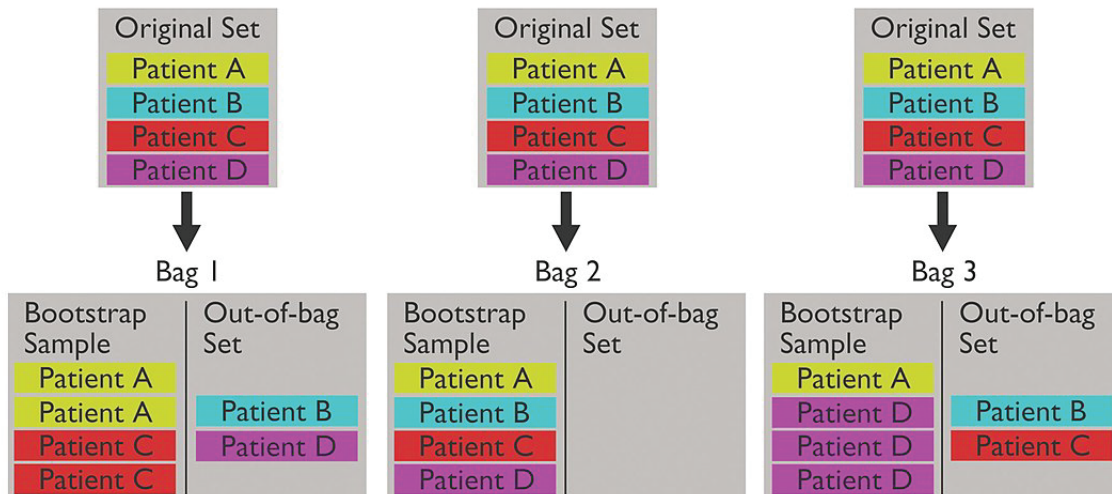 Original Set
Patient A
Patient B
Patient C
Patient D
Original Set
Patient A
Patient B
Patient C
Patient D
Original Set
Patient A
Patient B
Patient C
Patient D
Bag 1
Bootstrap
Sample
Patient A
Patient A
Patient C
Patient C
Out-of-bag
Set
Patient B
Patient D
Bag 2
Bootstrap
Sample
Patient A
Patient B
Patient C
Patient D
Out-of-bag
Set
Bag 3
Bootstrap
Sample
Patient A
Patient D
Patient D
Patient D
Out-of-bag
Set
Patient B
Patient C